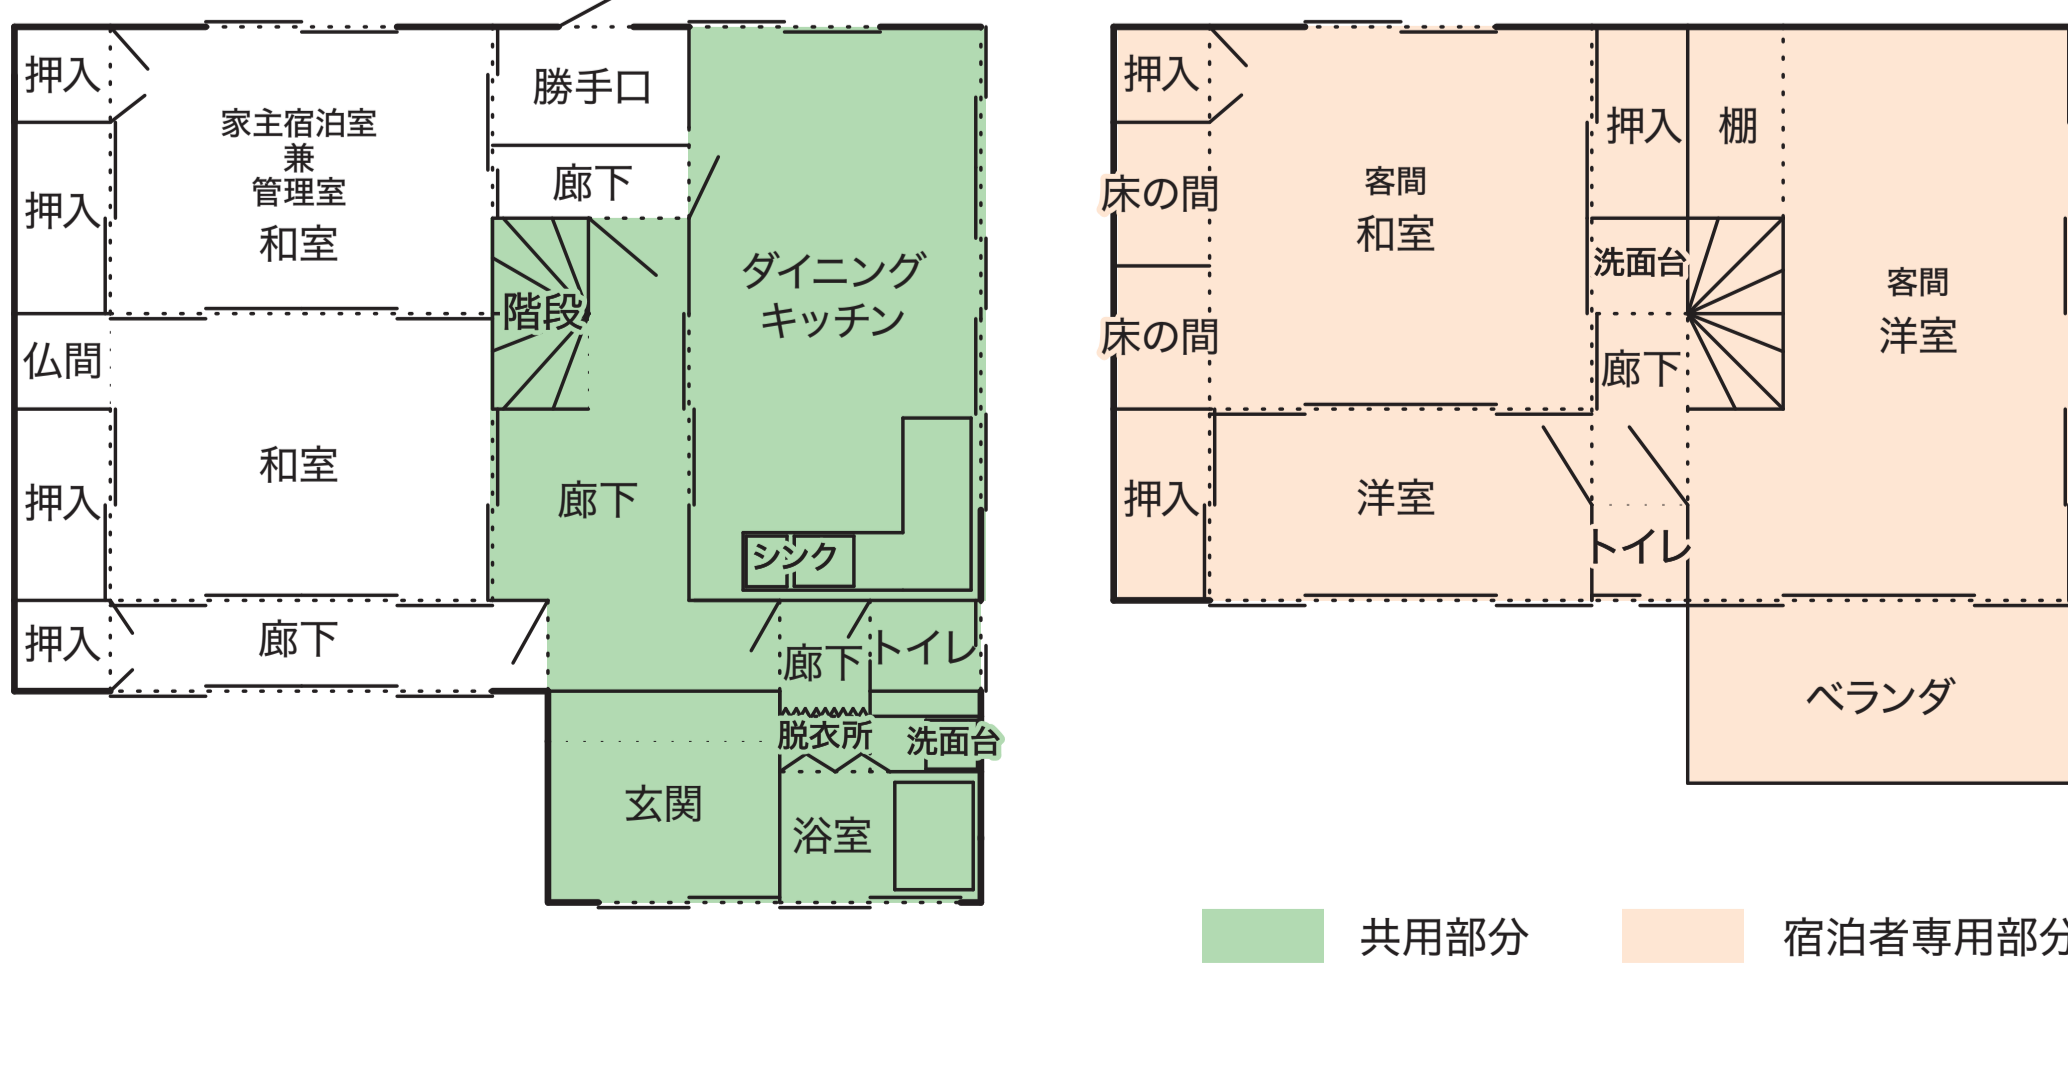 押入
家主宿泊室
兼
管理室
和室
勝手口
廊下
押入
階段
ダイニング
キッチン
仏間
和室
押入
廊下
シンク
押入
廊下
廊下
トイレ
脱衣所
洗面台
玄関
浴室
押入
床の間
客間
和室
押入
棚
洗面台
客間
洋室
床の間
廊下
押入
洋室
トイレ
ベランダ
共用部分
宿泊者専用部分